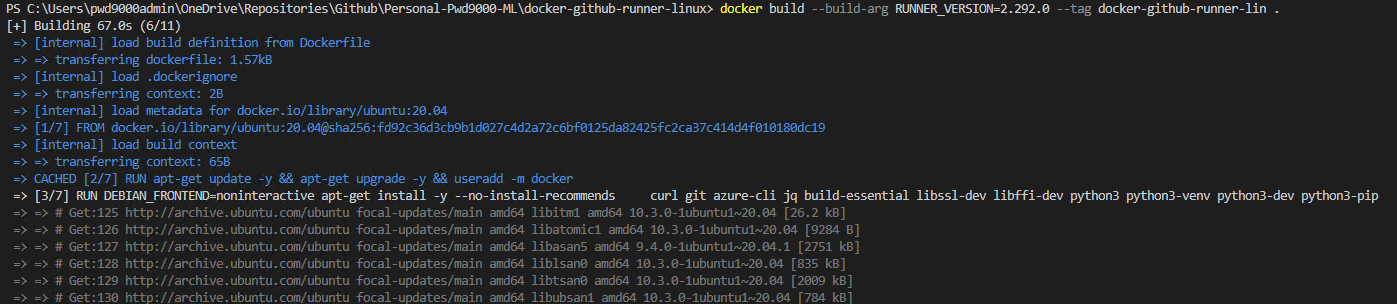 PS C:\Users\pwd9000admin\OneDrive\Repositories\Github\Personal-Pwd9000-ML\docker-github-runner-linux> docker build --build-arg RUNNER_VERSION=2.292.0 --tag docker-github-runner-lin .
[+] Building 67.0s (6/11)
=> [internal] load build definition from Dockerfile
=> => transferring dockerfile: 1.57kB
=> [internal] load .dockerignore
=> => transferring context: 2B
=> [internal] load metadata for docker.io/library/ubuntu:20.04
=> [1/7] FROM docker.io/library/ubuntu:20.04@sha256:fd92c36d3cb9b1d027c4d2a72c6bf0125da82425fc2ca37c414d4f010180dc19
=> [internal] load build context
=> => transferring context: 65B
=> CACHED [2/7] RUN apt-get update -y && apt-get upgrade -y && useradd -m docker
=> [3/7] RUN DEBIAN_FRONTEND=noninteractive apt-get install -y --no-install-recommends     curl git azure-cli jq build-essential libssl-dev libffi-dev python3 python3-venv python3-dev python3-pip
=> => # Get:125 http://archive.ubuntu.com/ubuntu focal-updates/main amd64 libitm1 amd64 10.3.0-1ubuntu1~20.04 [26.2 kB]
=> => # Get:126 http://archive.ubuntu.com/ubuntu focal-updates/main amd64 libatomic1 amd64 10.3.0-1ubuntu1~20.04 [9284 B]
=> => # Get:127 http://archive.ubuntu.com/ubuntu focal-updates/main amd64 libasan5 amd64 9.4.0-1ubuntu1~20.04.1 [2751 kB]
=> => # Get:128 http://archive.ubuntu.com/ubuntu focal-updates/main amd64 liblsan0 amd64 10.3.0-1ubuntu1~20.04 [835 kB]
=> => # Get:129 http://archive.ubuntu.com/ubuntu focal-updates/main amd64 libtsan0 amd64 10.3.0-1ubuntu1~20.04 [2009 kB]
=> => # Get:130 http://archive.ubuntu.com/ubuntu focal-updates/main amd64 libubsan1 amd64 10.3.0-1ubuntu1~20.04 [784 kB]